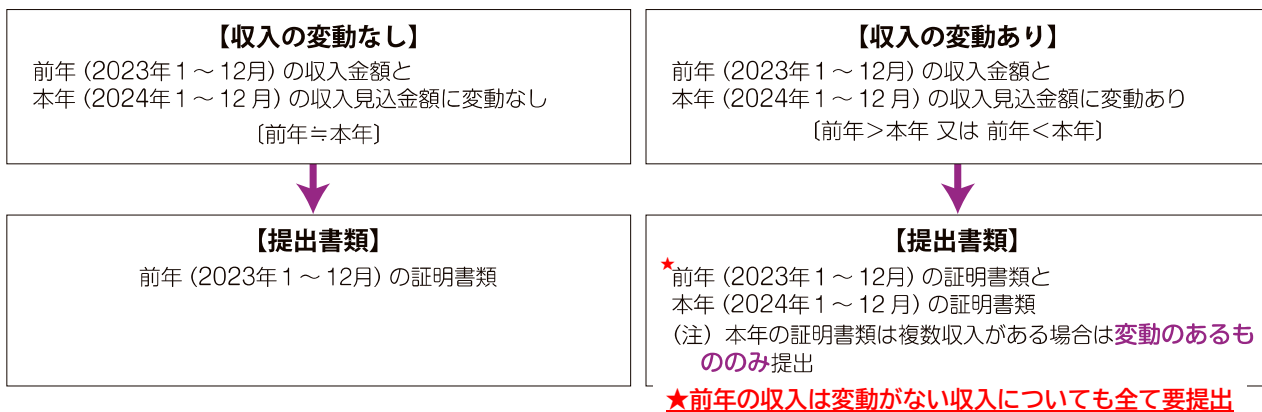 【収入の変動なし】
前年（2023年１～12月）の収入金額と
本年（2024年１～12月）の収入見込金額に変動なし
〔前年≒本年〕
【提出書類】
前年（2023年１～12月）の証明書類
【収入の変動あり】
前年（2023年１～12月）の収入金額と
本年（2024年１～12月）の収入見込金額に変動あり
〔前年＞本年 又は 前年＜本年〕
【提出書類】
★前年（2023年１～12月）の証明書類と
本年（2024年１～12月）の証明書類
（注）本年の証明書類は複数収入がある場合は変動のあるも
ののみ提出
★前年の収入は変動がない収入についても全て要提出